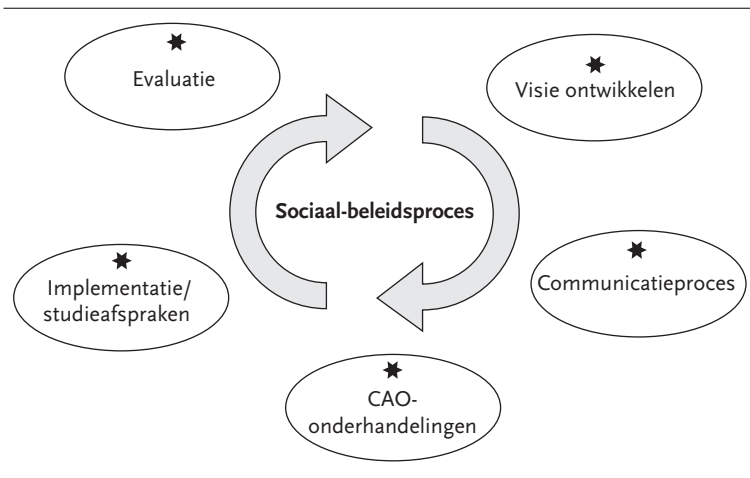 Evaluatie
Visie ontwikkelen
Sociaal-beleidsproces
Implementatie/
studieafspraken
Communicatieproces
CAO-
onderhandelingen